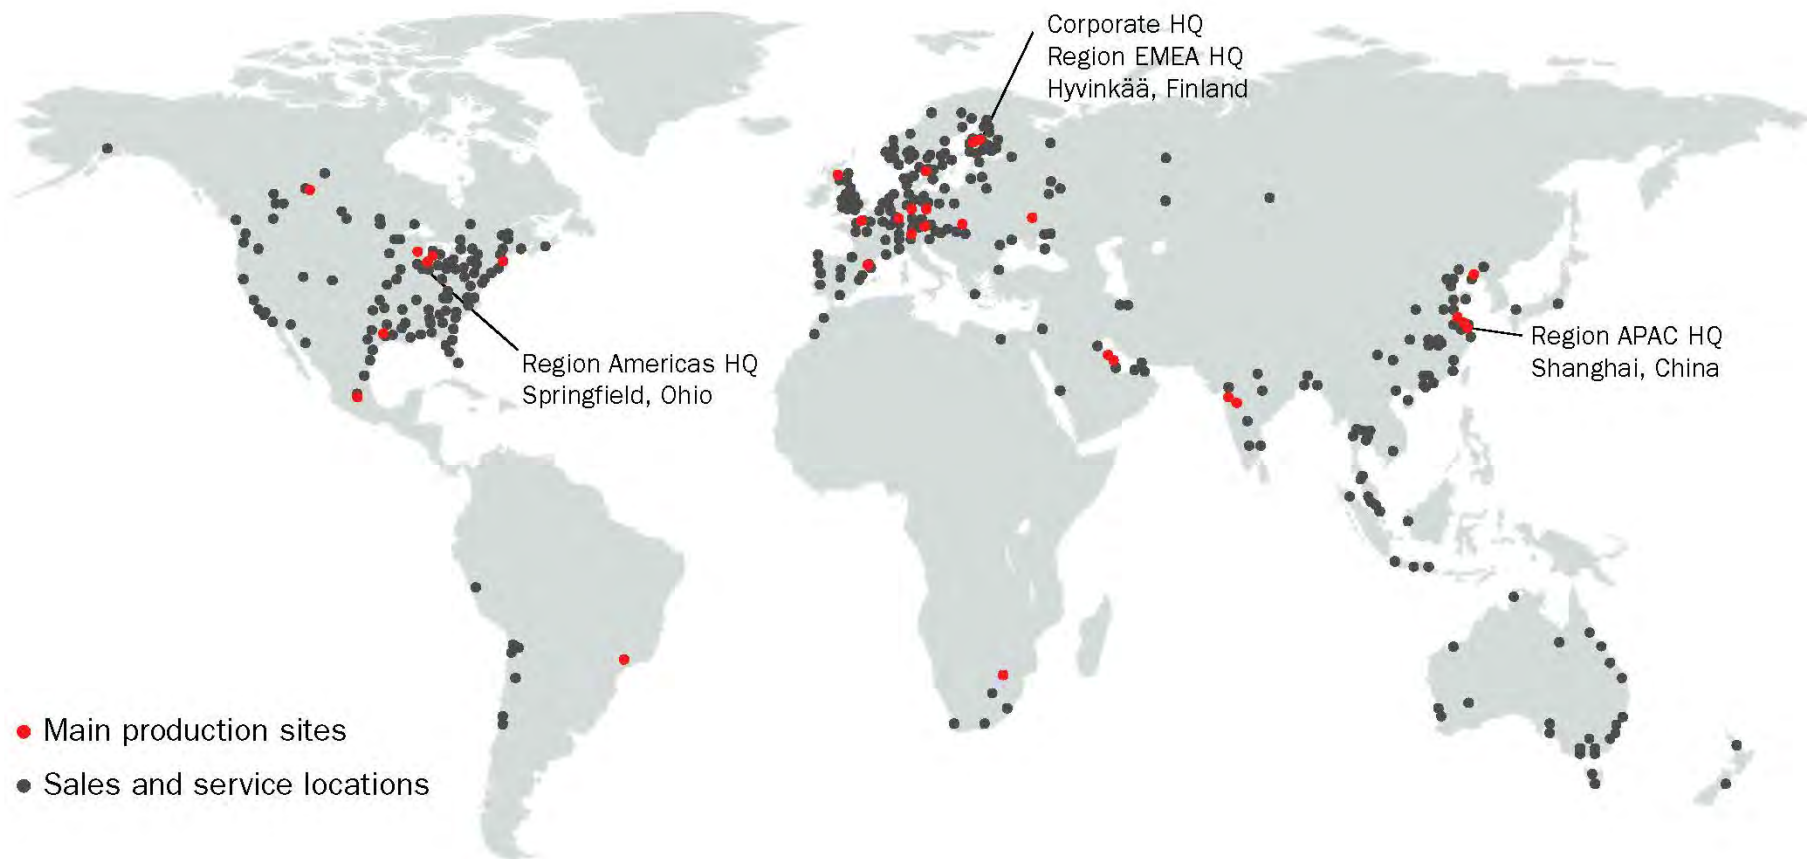 Corporate HQ
Region EMEA HQ
Hyvinkää, Finland
Region Americas HQ
Springfield, Ohio
Region APAC HQ
Shanghai, China
Main production sites
Sales and service locations